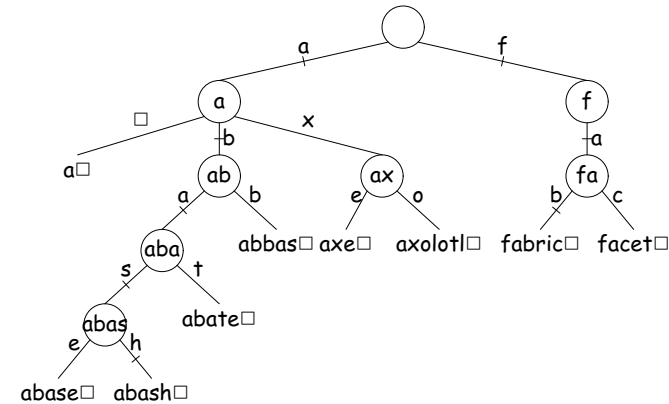 a f
a f
□ b x a
a□ ab ax fa
a b e o b c
aba abbas□ axe□ axolotl□ fabric□ facet□
s t
abas abate□
e h
abase□ abash□